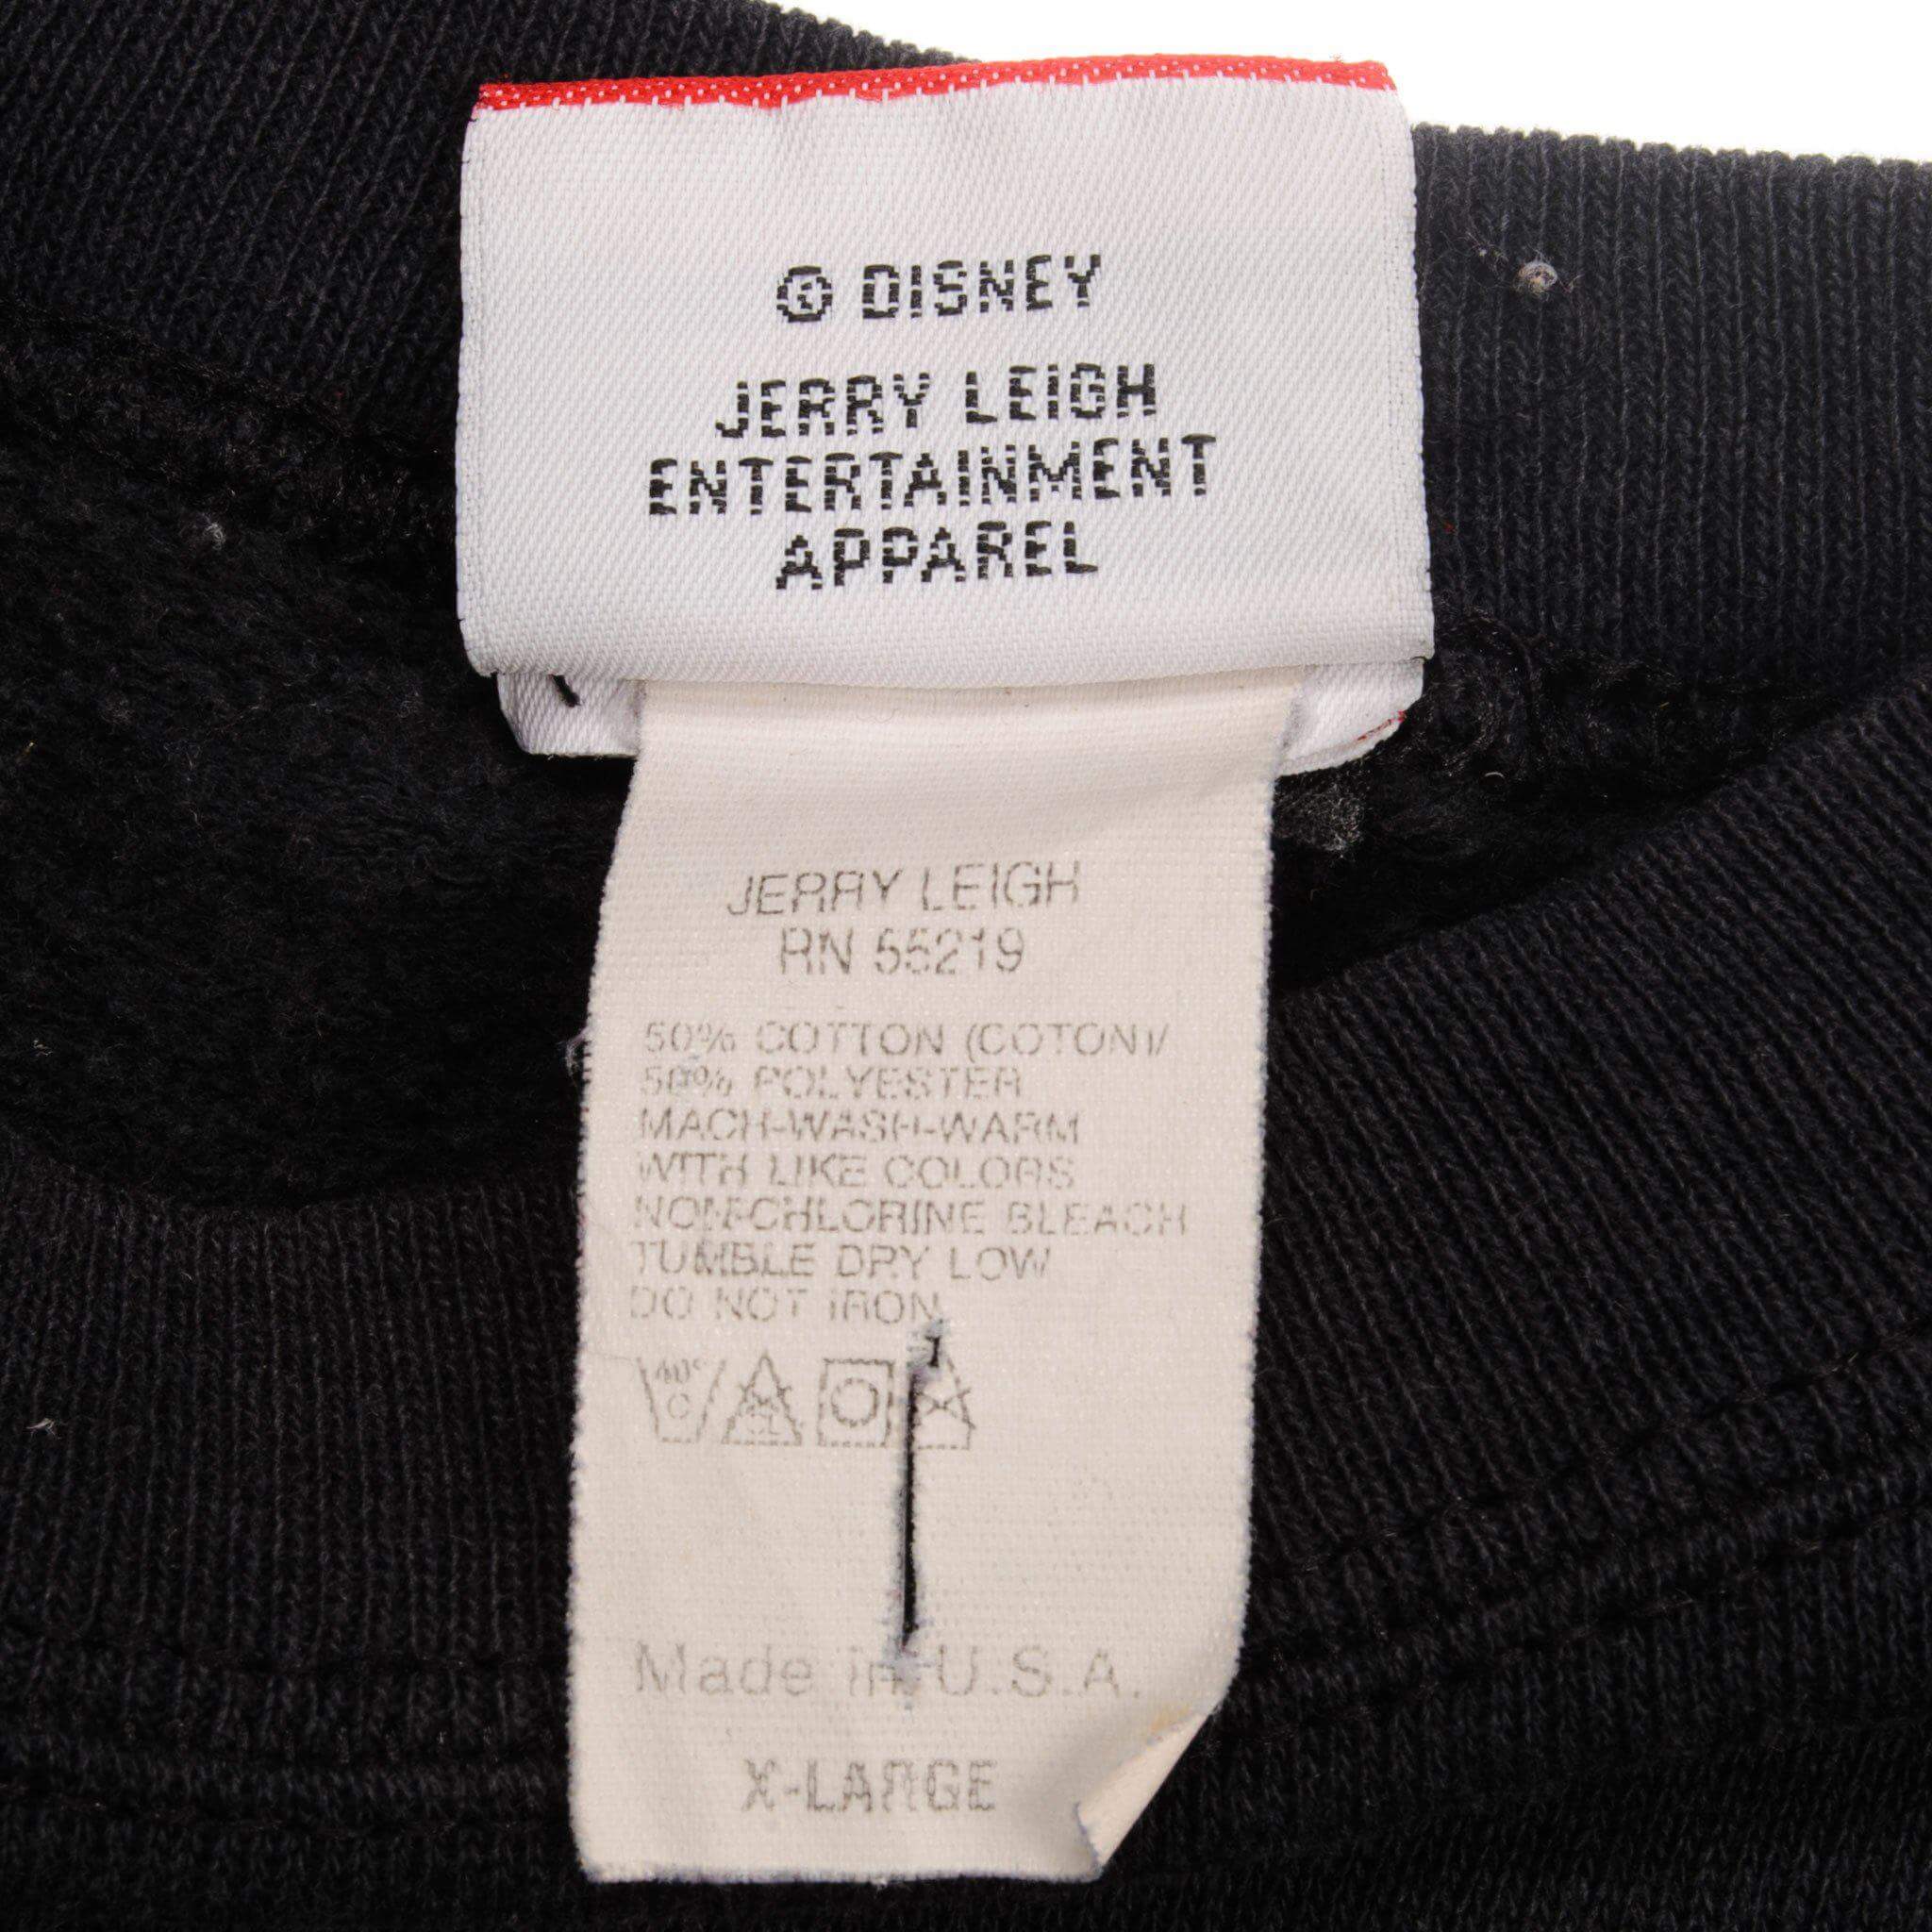 © DISNEY
JERRY LEIGH
ENTERTAINMENT
APPAREL
JERRY LEIGH
RN 55219
50% COTTON (COTON)/
50% POLYESTER
MACH-WASH-WARM
WITH LIKE COLORS
NON-CHLORINE BLEACH
TUMBLE DRY LOW
DO NOT IRON
40°
C
CL
Made in U.S.A.
X-LARGE